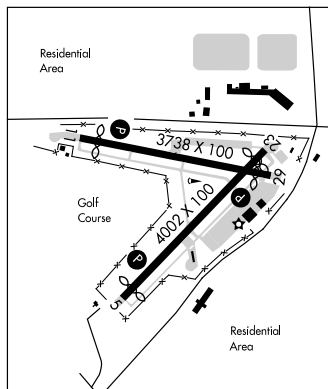 Residential
Area
11
P
3738 X 100
23
29
P
4002 X 100
Golf
Course
P
5
Residential
Area